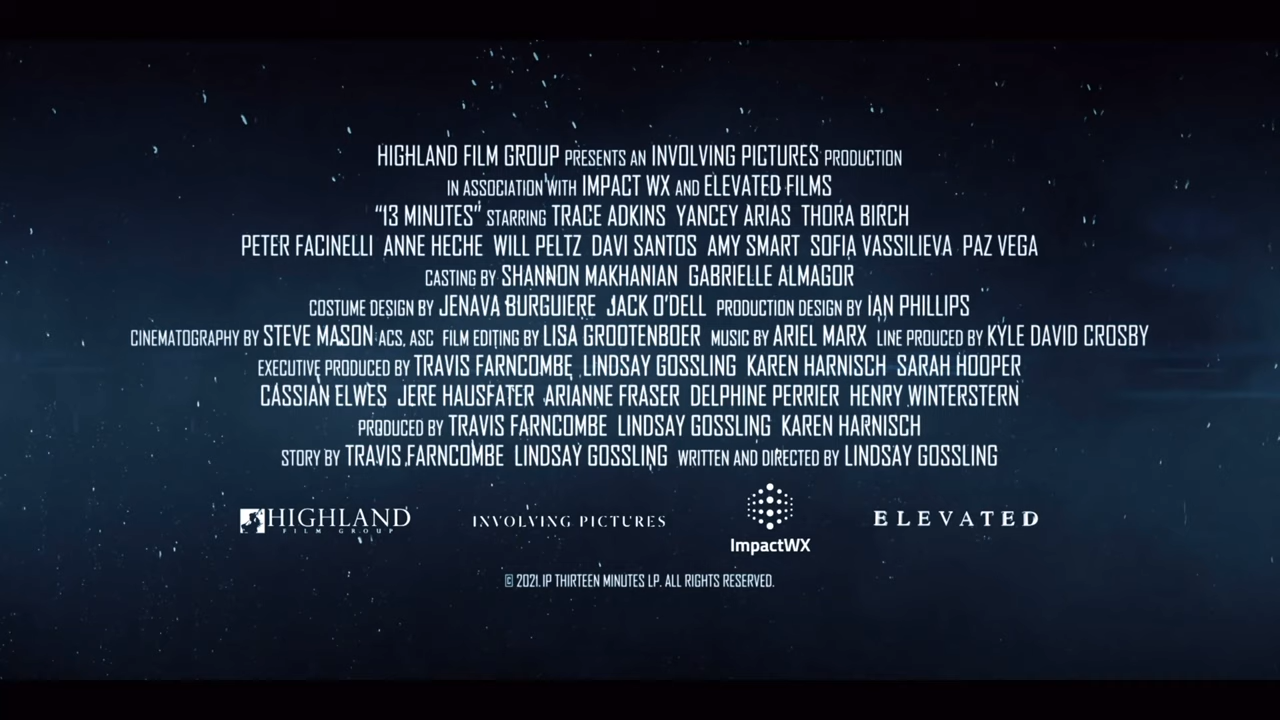 HIGHLAND FILM GROUP PRESENTS AN INVOLVING PICTURES PRODUCTION
IN ASSOCIATION WITH IMPACT WX AND ELEVATED FILMS
“13 MINUTES” STARRING TRACE ADKINS YANCEY ARIAS THORA BIRCH
PETER FACINELLI ANNE HECHE WILL PELTZ DAVI SANTOS AMY SMART SOFIA VASSILIEVA PAZ VEGA
CASTING BY SHANNON MAKHANIAN GABRIELLE ALMAGOR
COSTUME DESIGN BY JENAVA BURGUIERE JACK O'DELL PRODUCTION DESIGN BY IAN PHILLIPS
CINEMATOGRAPHY BY STEVE MASON ACS, ASC FILM EDITING BY LISA GROOTENBOER MUSIC BY ARIEL MARX LINE PODUCED BY KYLE DAVID CROSBY
EXECUTIVE PRODUCED BY TRAVIS FARNCOMBE LINDSAY GOSSLING KAREN HARNISCH SARAH HOOPER
CASSIAN ELWES JERE HAUSFATER ARIANNE FRASER DELPHINE PERRIER HENRY WINTERSTERN
PRODUCED BY TRAVIS FARNCOMBE LINDSAY GOSSLING KAREN HARNISCH
STORY BY TRAVIS FARNCOMBE LINDSAY GOSSLING WRITTEN AND DIRECTED BY LINDSAY GOSSLING
HIGHLAND
FILM GROUP
INVOLVING PICTURES
ImpactWX
ELEVATED
© 2021. IP THIRTEEN MINUTES LP. ALL RIGHTS RESERVED.